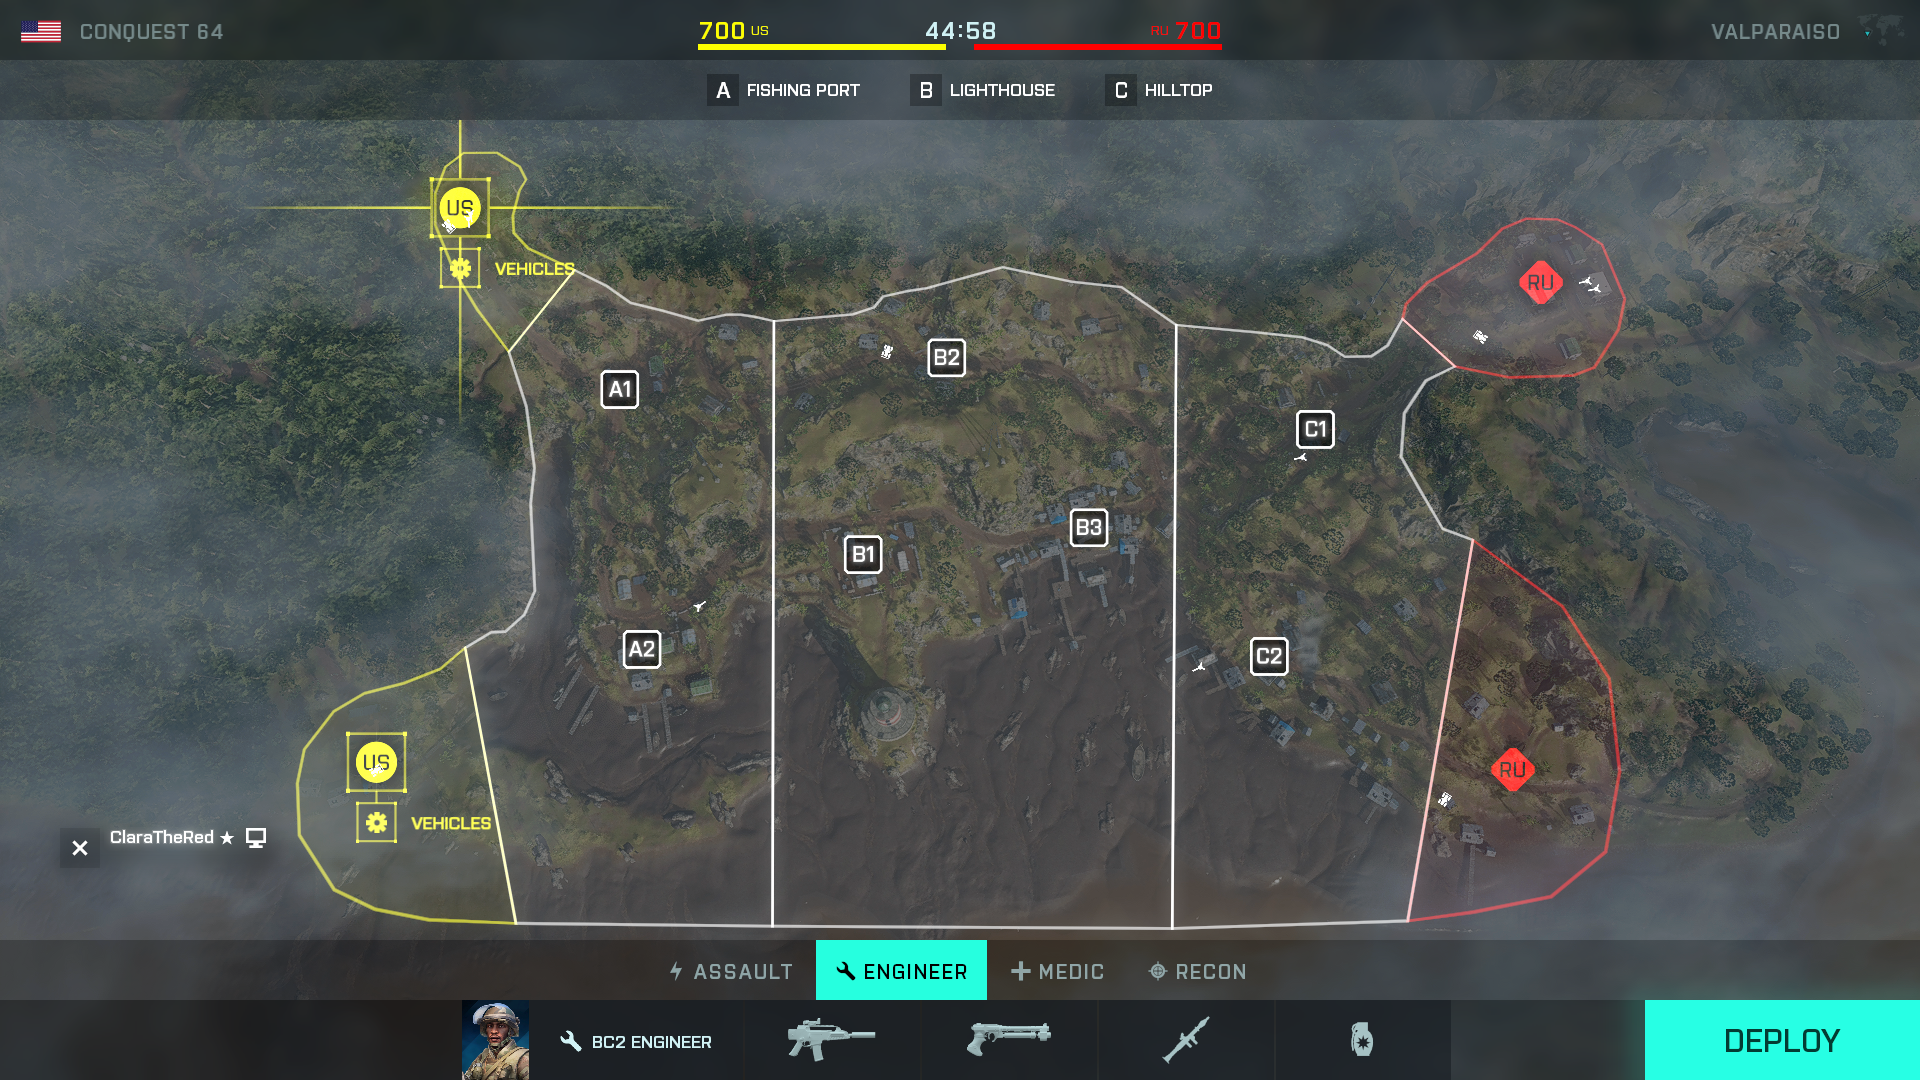 CONQUEST 64
700 US
44:58
RU 700
VALPARAISO
A FISHING PORT
B LIGHTHOUSE
C HILLTOP
US
VEHICLES
RU
A1
B2
C1
B3
B1
A2
C2
US
VEHICLES
RU
ClaraTheRed
ASSAULT
ENGINEER
MEDIC
RECON
BC2 ENGINEER
DEPLOY